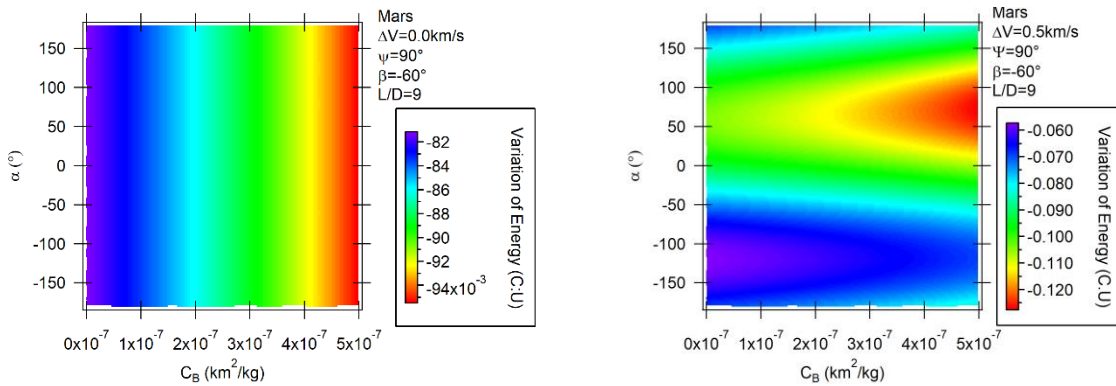 Mars
ΔV=0.0km/s
ψ=90°
β=-60°
L/D=9
150
100
50
0
-50
-100
-150
α (°)
0x10⁻⁷
1x10⁻⁷
2x10⁻⁷
3x10⁻⁷
4x10⁻⁷
5x10⁻⁷
C_B (km²/kg)
-82
-84
-86
-88
-90
-92
-94x10⁻³
Variation of Energy (C:U)
Mars
ΔV=0.5km/s
Ψ=90°
β=-60°
L/D=9
150
100
50
0
-50
-100
-150
α (°)
0x10⁻⁷
1x10⁻⁷
2x10⁻⁷
3x10⁻⁷
4x10⁻⁷
5x10⁻⁷
C_B (km²/kg)
-0.060
-0.070
-0.080
-0.090
-0.100
-0.110
-0.120
Variation of Energy (C:U)